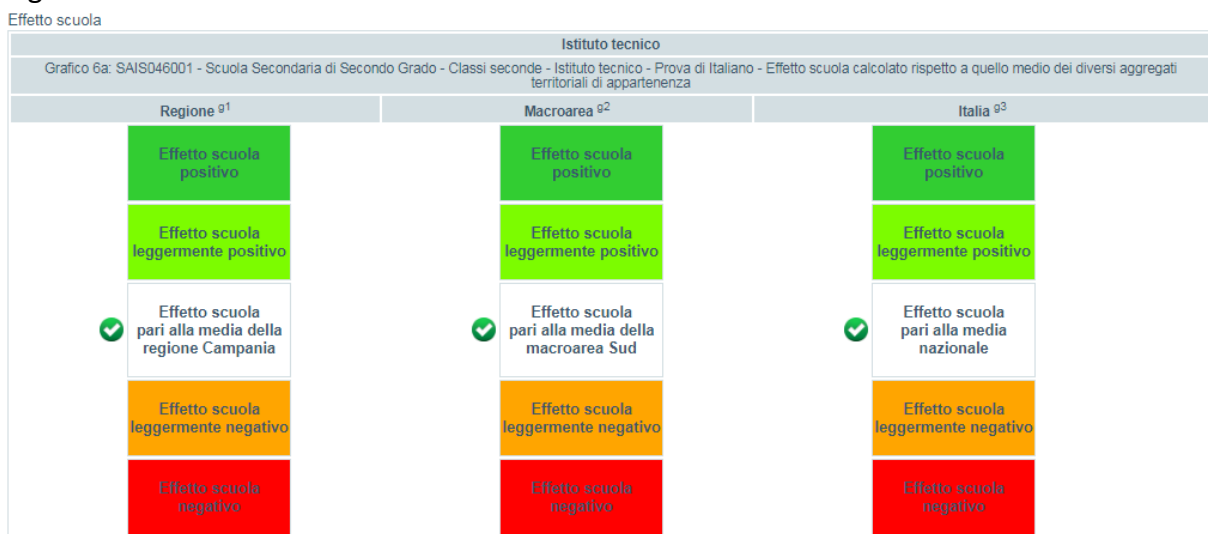 Effetto scuola
Istituto tecnico
Grafico 6a: SAIS046001 - Scuola Secondaria di Secondo Grado - Classi seconde - Istituto tecnico - Prova di Italiano - Effetto scuola calcolato rispetto a quello medio dei diversi aggregati
territoriali di appartenenza
Regione g1
Macroarea g2
Italia g3
Effetto scuola
positivo
Effetto scuola
positivo
Effetto scuola
positivo
Effetto scuola
leggermente positivo
Effetto scuola
leggermente positivo
Effetto scuola
leggermente positivo
Effetto scuola
pari alla media della
regione Campania
Effetto scuola
pari alla media della
macroarea Sud
Effetto scuola
pari alla media
nazionale
Effetto scuola
leggermente negativo
Effetto scuola
leggermente negativo
Effetto scuola
leggermente negativo
Effetto scuola
negativo
Effetto scuola
negativo
Effetto scuola
negativo